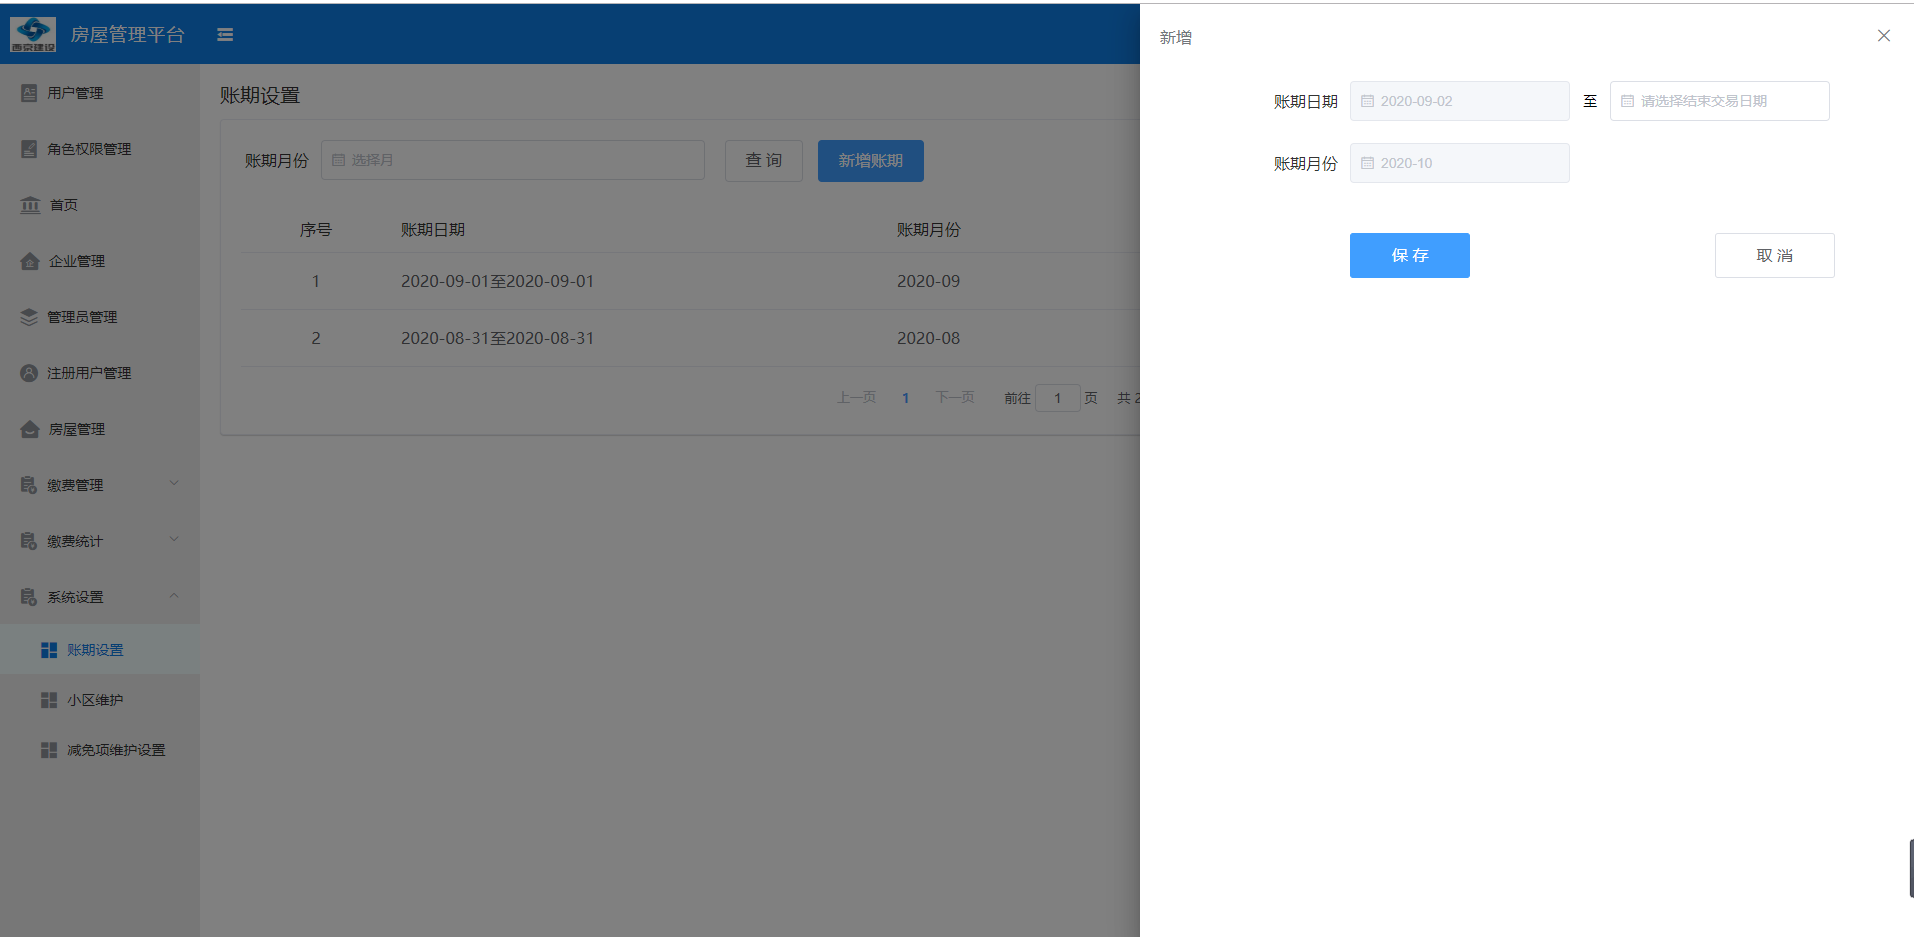 西京建设
房屋管理平台
用户管理
角色权限管理
首页
企业管理
管理员管理
注册用户管理
房屋管理
缴费管理
缴费统计
系统设置
账期设置
小区维护
减免项维护设置
账期设置
账期月份 选择月 查 询 新增账期
序号 账期日期 账期月份
1 2020-09-01至2020-09-01 2020-09
2 2020-08-31至2020-08-31 2020-08
上一页 1 下一页 前往 1 页 共 2
新增
账期日期 2020-09-02 至 请选择结束交易日期
账期月份 2020-10
保 存 取 消